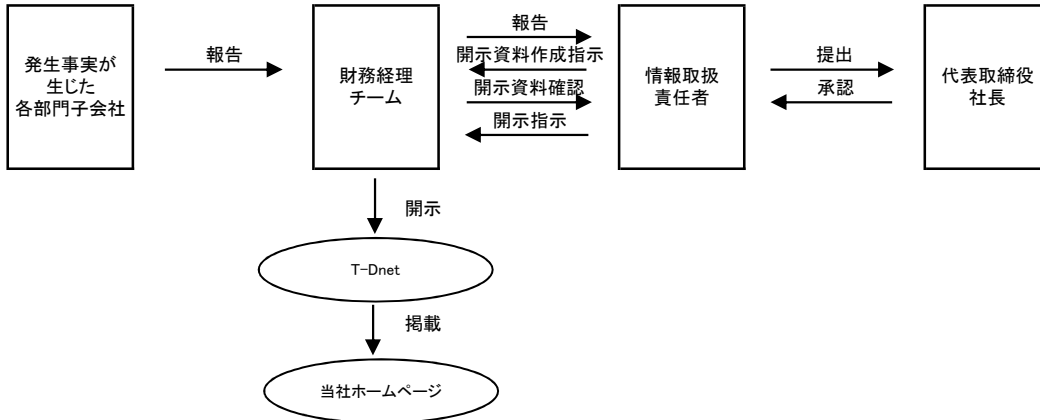 発生事実が
生じた
各部門子会社
報告
財務経理
チーム
報告
開示資料作成指示
開示資料確認
開示指示
情報取扱
責任者
提出
承認
代表取締役
社長
開示
T-Dnet
掲載
当社ホームページ